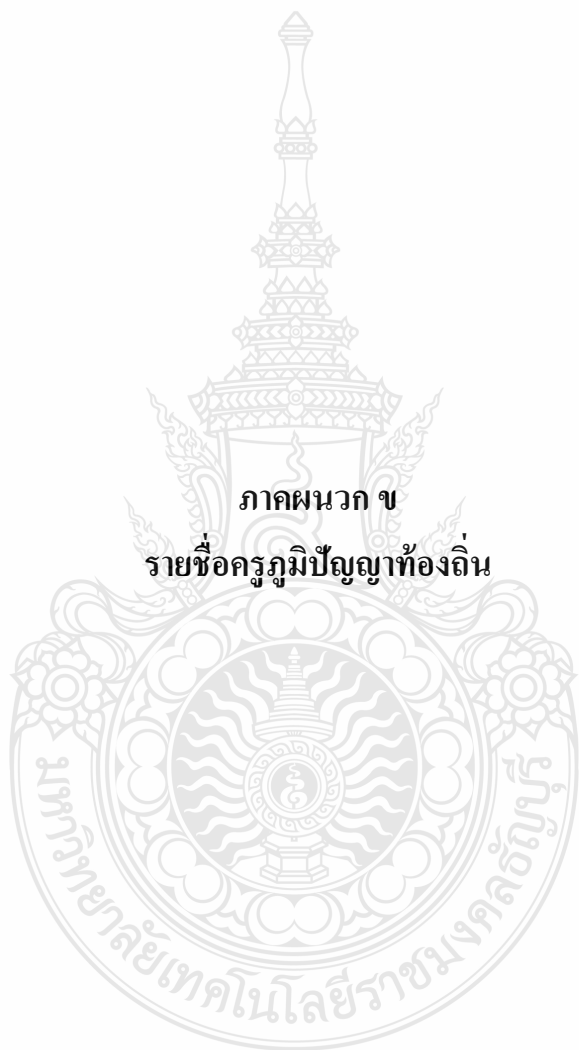 ภาคผนวก ข
รายชื่อครูภูมิปัญญาท้องถิ่น
มหาวิทยาลัยเทคโนโลยีราชมงคลธัญบุรี